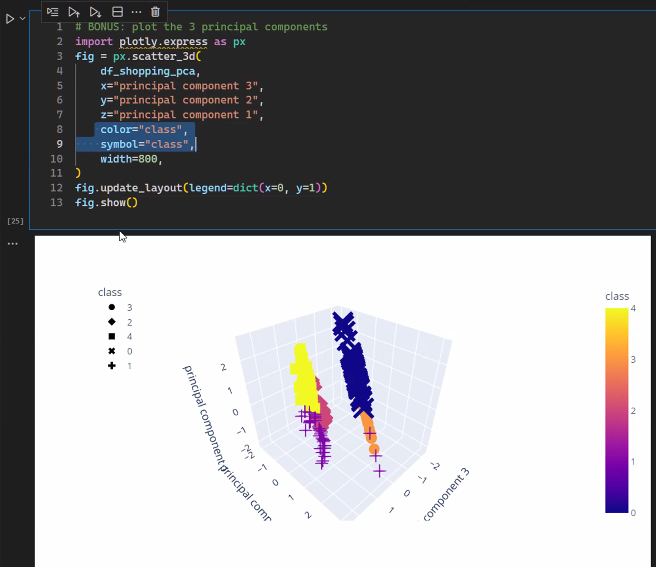 1 # BONUS: plot the 3 principal components
2 import plotly.express as px
3 fig = px.scatter_3d(
4 df_shopping_pca,
5 x="principal component 3",
6 y="principal component 2",
7 z="principal component 1",
8 color="class",
9 symbol="class",
10 width=800,
11 )
12 fig.update_layout(legend=dict(x=0, y=1))
13 fig.show()
[25]
class
3
2
4
0
1
class
4
3
2
1
0
2
1
0
−1
−2
principal component
−2
−1
0
1
2
principal comp
−2
−1
0
1
component 3